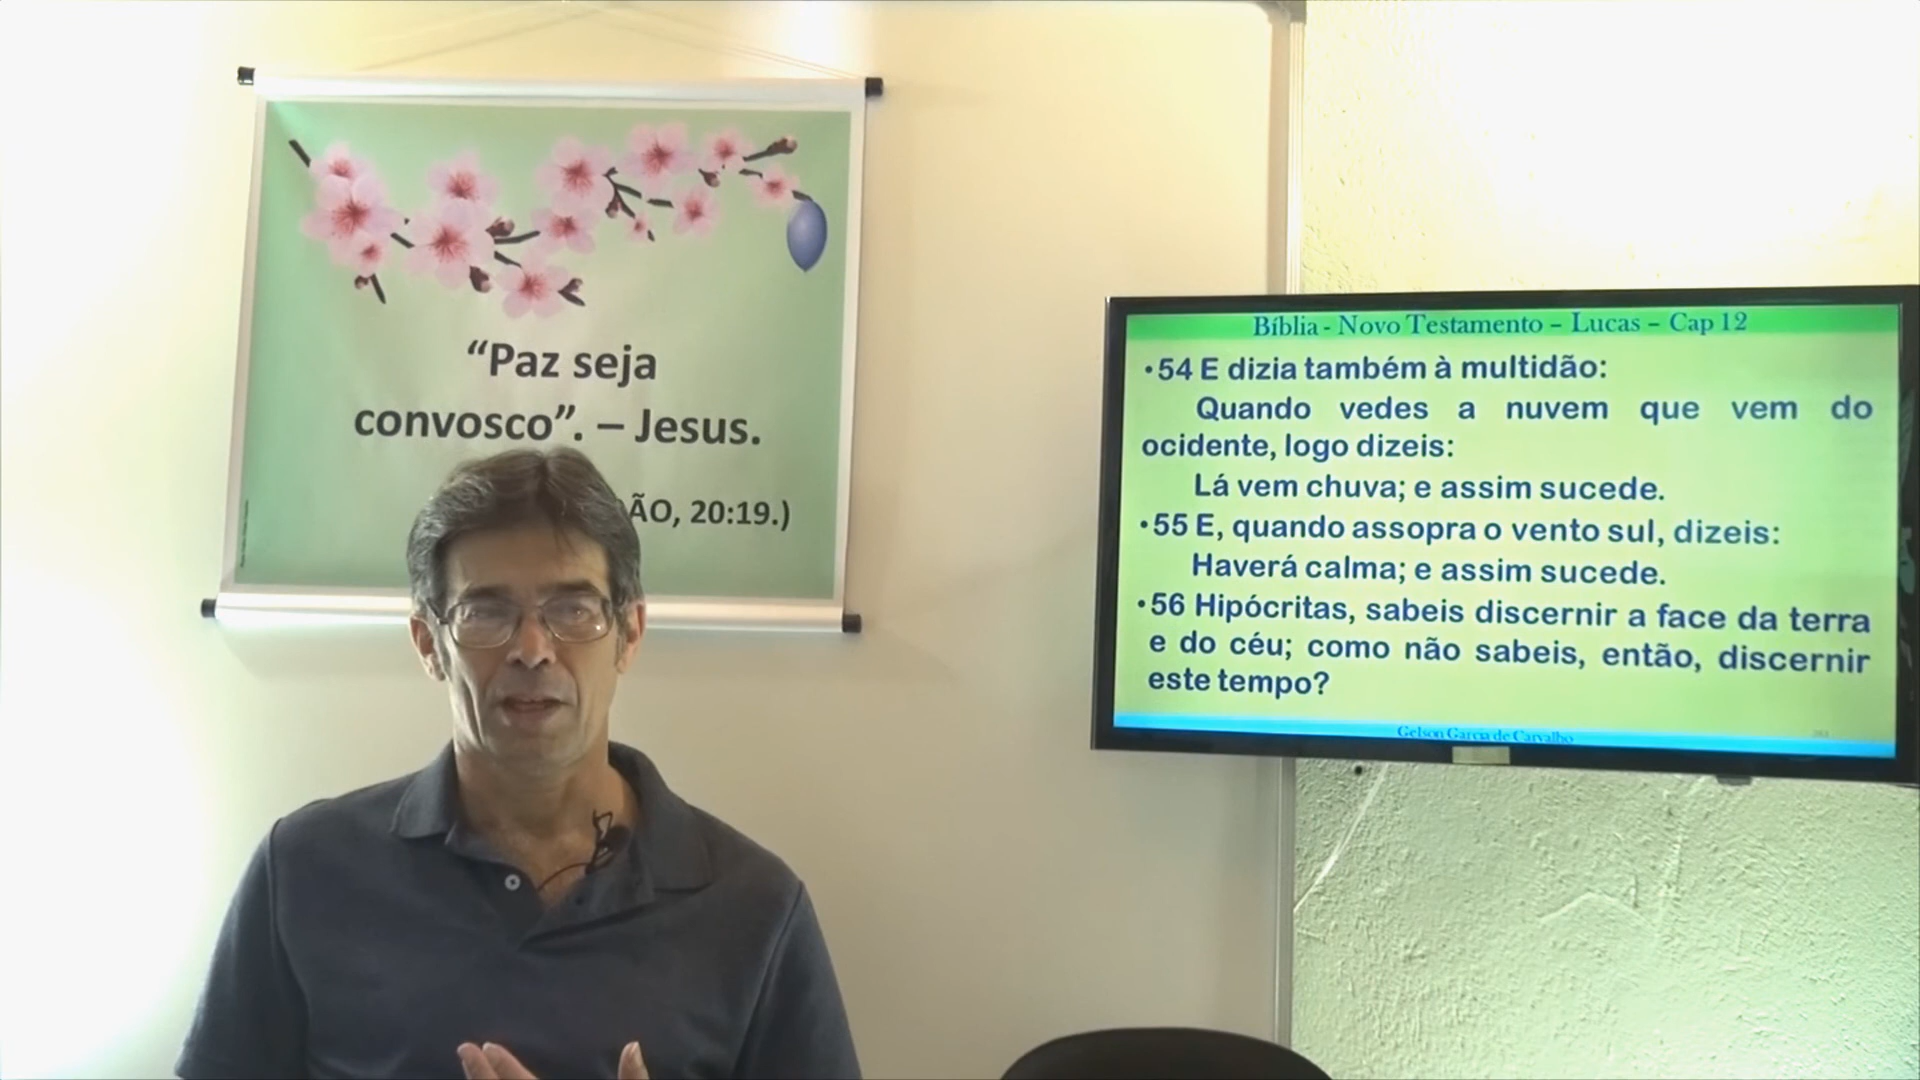 “Paz seja
convosco”. – Jesus.
ÃO, 20:19.)
Bíblia - Novo Testamento – Lucas – Cap 12
•54 E dizia também à multidão:
Quando vedes a nuvem que vem do
ocidente, logo dizeis:
Lá vem chuva; e assim sucede.
•55 E, quando assopra o vento sul, dizeis:
Haverá calma; e assim sucede.
•56 Hipócritas, sabeis discernir a face da terra
e do céu; como não sabeis, então, discernir
este tempo?
Gelson Garcia de Carvalho